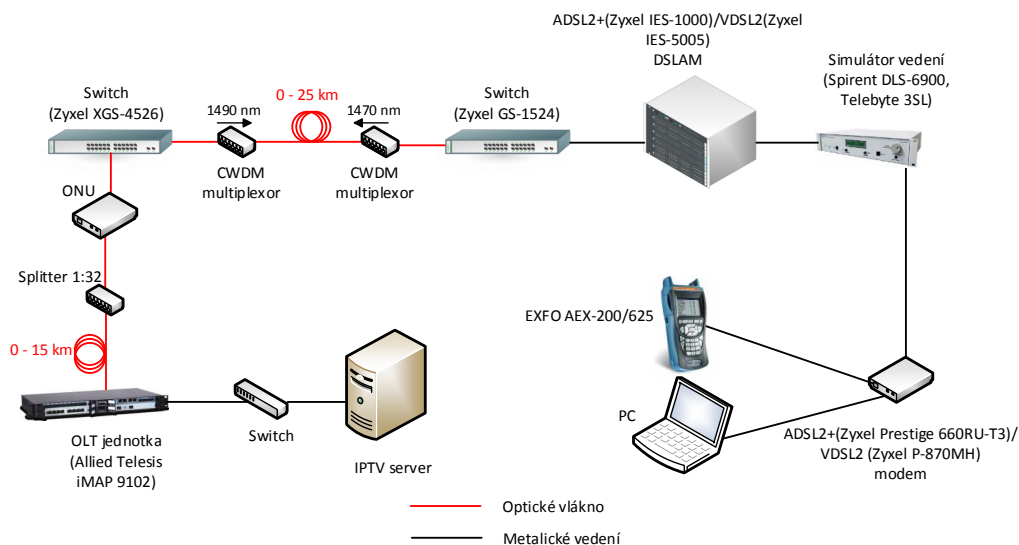 ADSL2+(Zyxel IES-1000)/VDSL2(Zyxel
IES-5005)
DSLAM
Simulátor vedení
(Spirent DLS-6900,
Telebyte 3SL)
Switch
(Zyxel XGS-4526)
1490 nm
0 - 25 km
1470 nm
Switch
(Zyxel GS-1524)
CWDM
multiplexor
CWDM
multiplexor
ONU
Splitter 1:32
0 - 15 km
EXFO AEX-200/625
PC
OLT jednotka
(Allied Telesis
iMAP 9102)
Switch
IPTV server
ADSL2+(Zyxel Prestige 660RU-T3)/
VDSL2 (Zyxel P-870MH)
modem
Optické vlákno
Metalické vedení